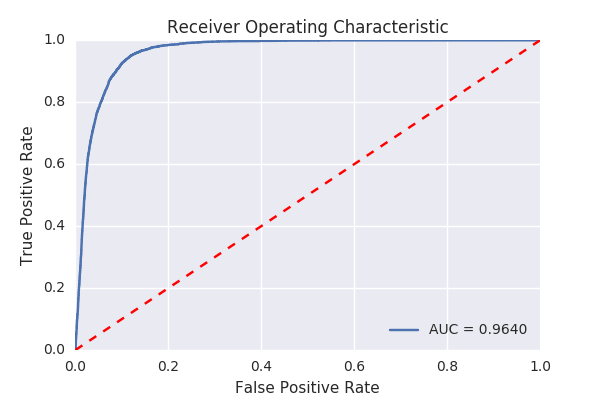 Receiver Operating Characteristic
1.0
0.8
0.6
0.4
0.2
0.0
True Positive Rate
AUC = 0.9640
0.0 0.2 0.4 0.6 0.8 1.0
False Positive Rate